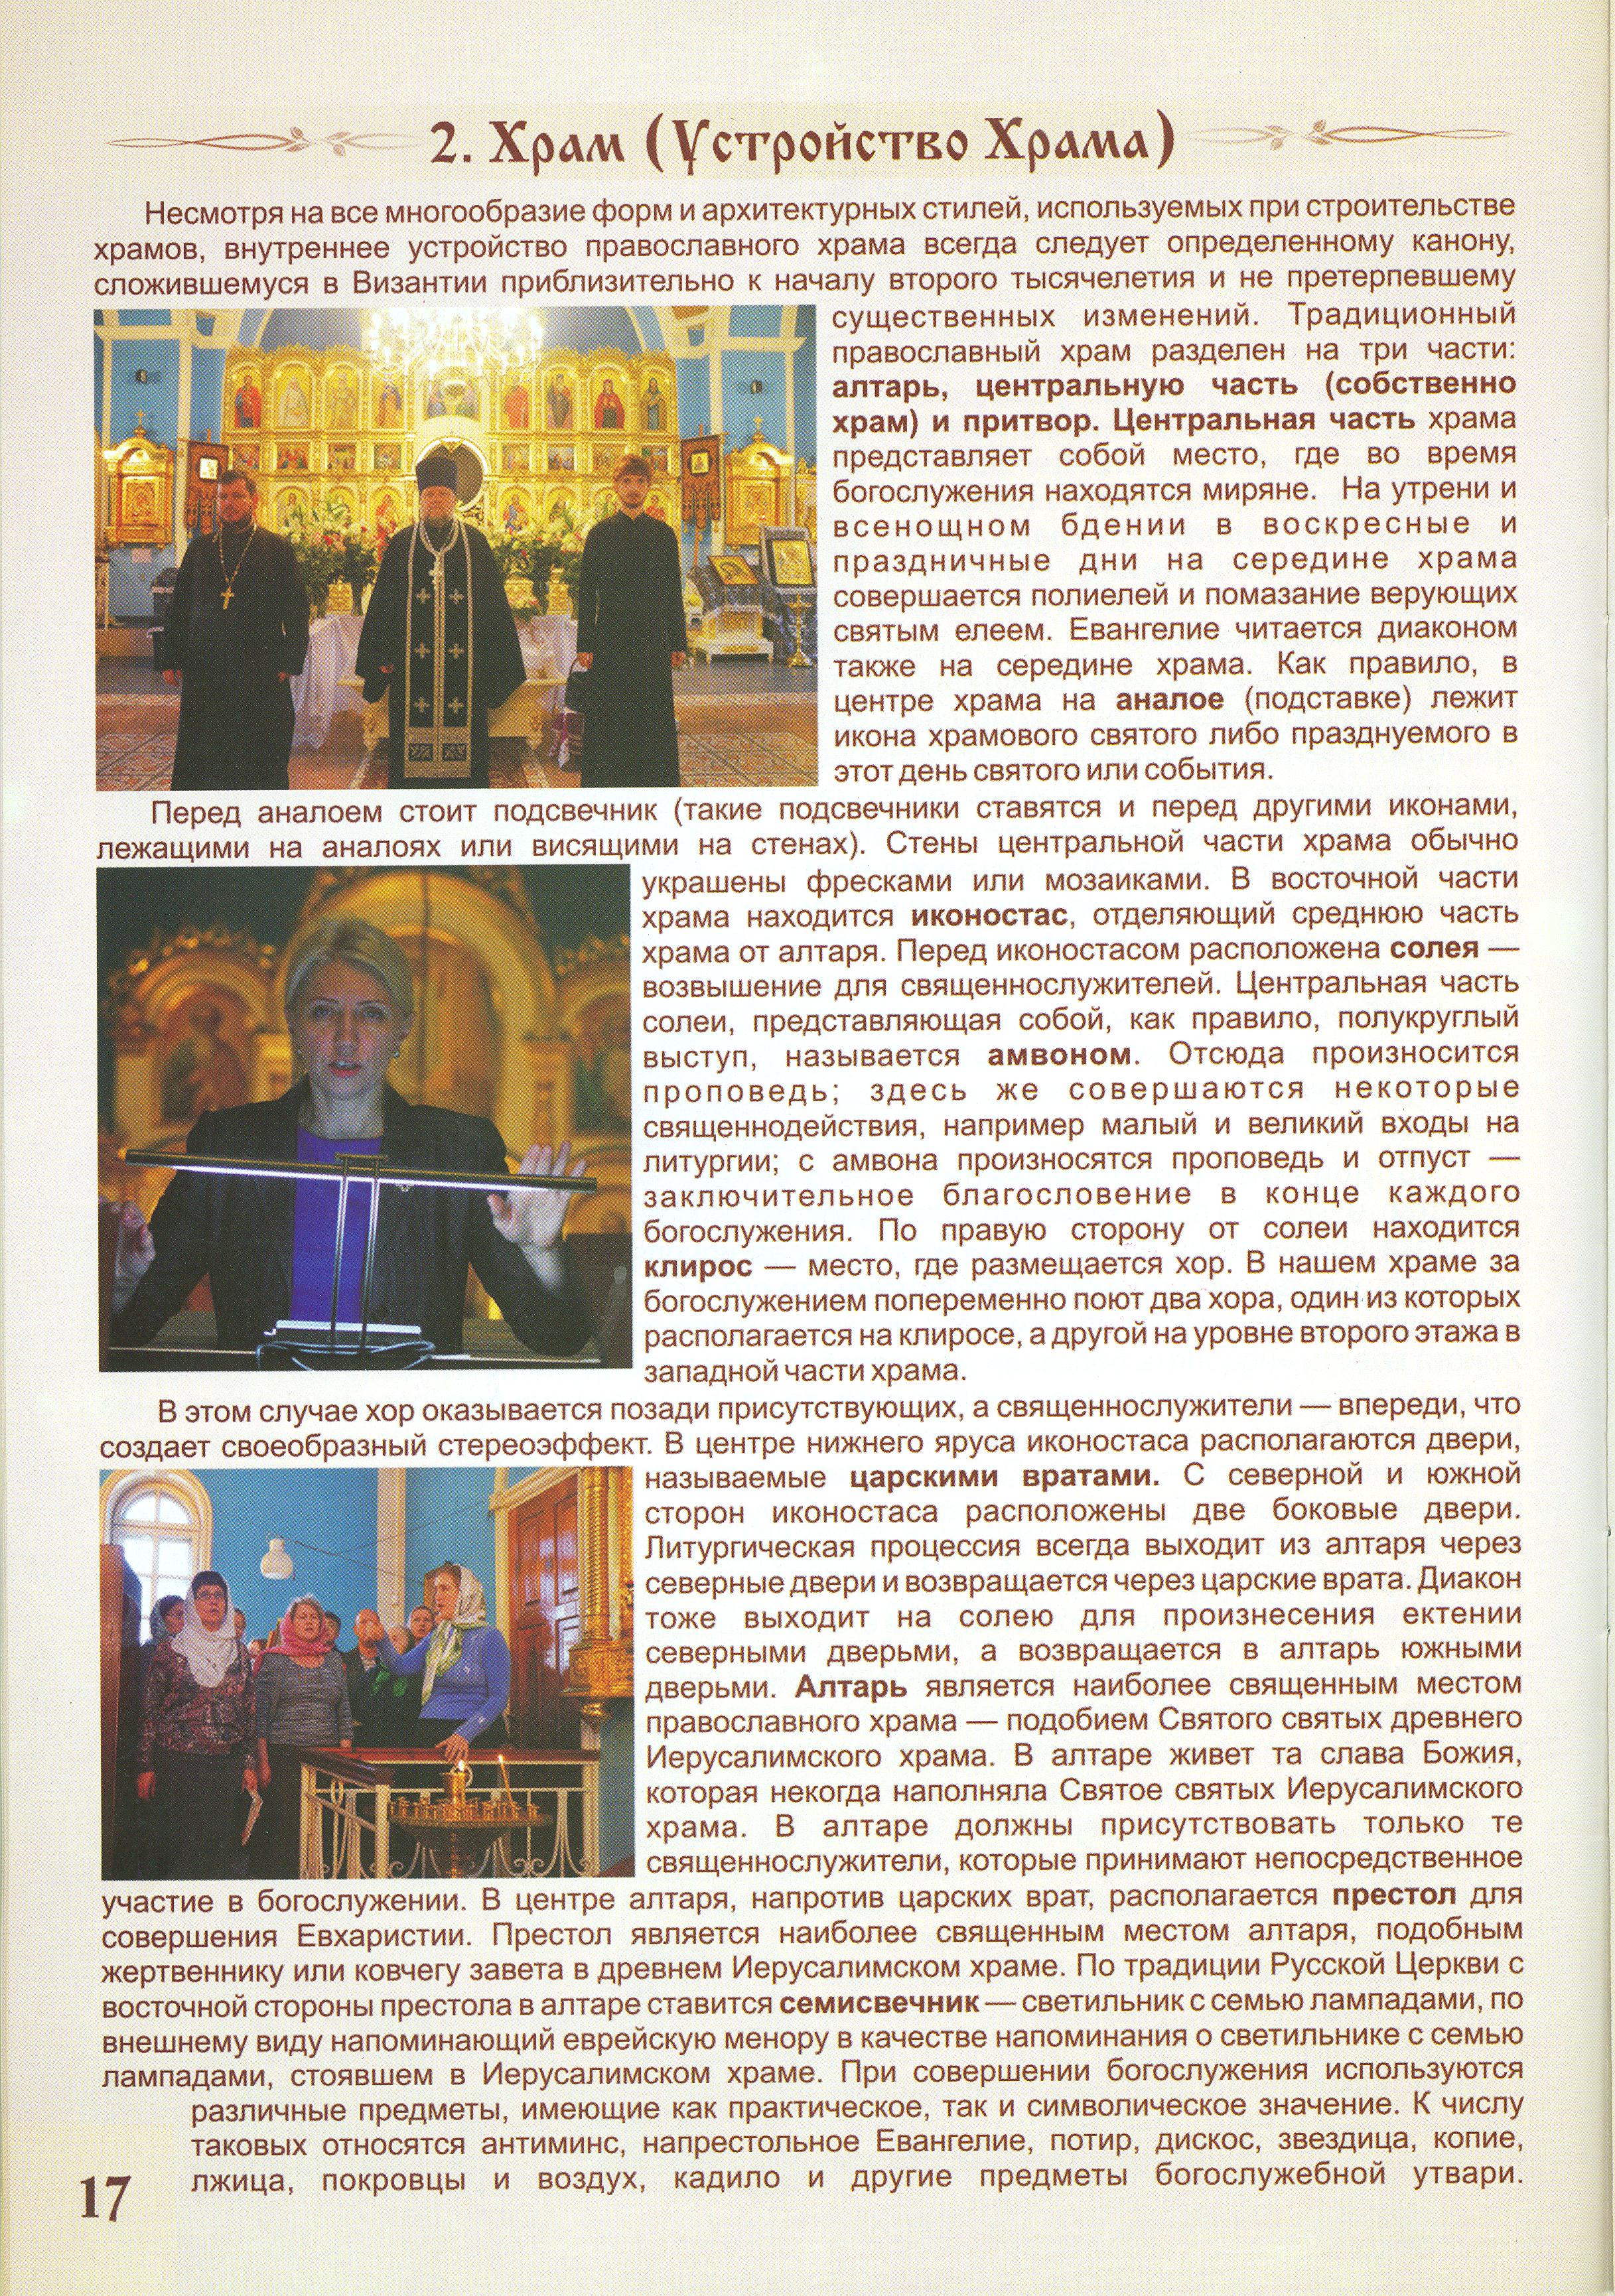 2. Храм (Устройство Храма)
Несмотря на все многообразие форм и архитектурных стилей, используемых при строительстве
храмов, внутреннее устройство православного храма всегда следует определенному канону,
сложившемуся в Византии приблизительно к началу второго тысячелетия и не претерпевшему
существенных изменений. Традиционный
православный храм разделен на три части:
алтарь, центральную часть (собственно
храм) и притвор. Центральная часть храма
представляет собой место, где во время
богослужения находятся миряне. На утрени и
всенощном бдении в воскресные и
праздничные дни на середине храма
совершается полиелей и помазание верующих
святым елеем. Евангелие читается диаконом
также на середине храма. Как правило, в
центре храма на аналое (подставке) лежит
икона храмового святого либо празднуемого в
этот день святого или события.
Перед аналоем стоит подсвечник (такие подсвечники ставятся и перед другими иконами,
лежащими на аналоях или висящими на стенах). Стены центральной части храма обычно
украшены фресками или мозаиками. В восточной части
храма находится иконостас, отделяющий среднюю часть
храма от алтаря. Перед иконостасом расположена солея —
возвышение для священнослужителей. Центральная часть
солеи, представляющая собой, как правило, полукруглый
выступ, называется амвоном. Отсюда произносится
проповедь; здесь же совершаются некоторые
священнодействия, например малый и великий входы на
литургии; с амвона произносятся проповедь и отпуст —
заключительное благословение в конце каждого
богослужения. По правую сторону от солеи находится
клирос — место, где размещается хор. В нашем храме за
богослужением попеременно поют два хора, один из которых
располагается на клиросе, а другой на уровне второго этажа в
западной части храма.
В этом случае хор оказывается позади присутствующих, а священнослужители — впереди, что
создает своеобразный стереоэффект. В центре нижнего яруса иконостаса располагаются двери,
называемые царскими вратами. С северной и южной
сторон иконостаса расположены две боковые двери.
Литургическая процессия всегда выходит из алтаря через
северные двери и возвращается через царские врата. Диакон
тоже выходит на солею для произнесения ектении
северными дверьми, а возвращается в алтарь южными
дверьми. Алтарь является наиболее священным местом
православного храма — подобием Святого святых древнего
Иерусалимского храма. В алтаре живет та слава Божия,
которая некогда наполняла Святое святых Иерусалимского
храма. В алтаре должны присутствовать только те
священнослужители, которые принимают непосредственное
участие в богослужении. В центре алтаря, напротив царских врат, располагается престол для
совершения Евхаристии. Престол является наиболее священным местом алтаря, подобным
жертвеннику или ковчегу завета в древнем Иерусалимском храме. По традиции Русской Церкви с
восточной стороны престола в алтаре ставится семисвечник — светильник с семью лампадами, по
внешнему виду напоминающий еврейскую менору в качестве напоминания о светильнике с семью
лампадами, стоявшем в Иерусалимском храме. При совершении богослужения используются
различные предметы, имеющие как практическое, так и символическое значение. К числу
таковых относятся антиминс, напрестольное Евангелие, потир, дискос, звездица, копие,
лжица, покровцы и воздух, кадило и другие предметы богослужебной утвари.
17